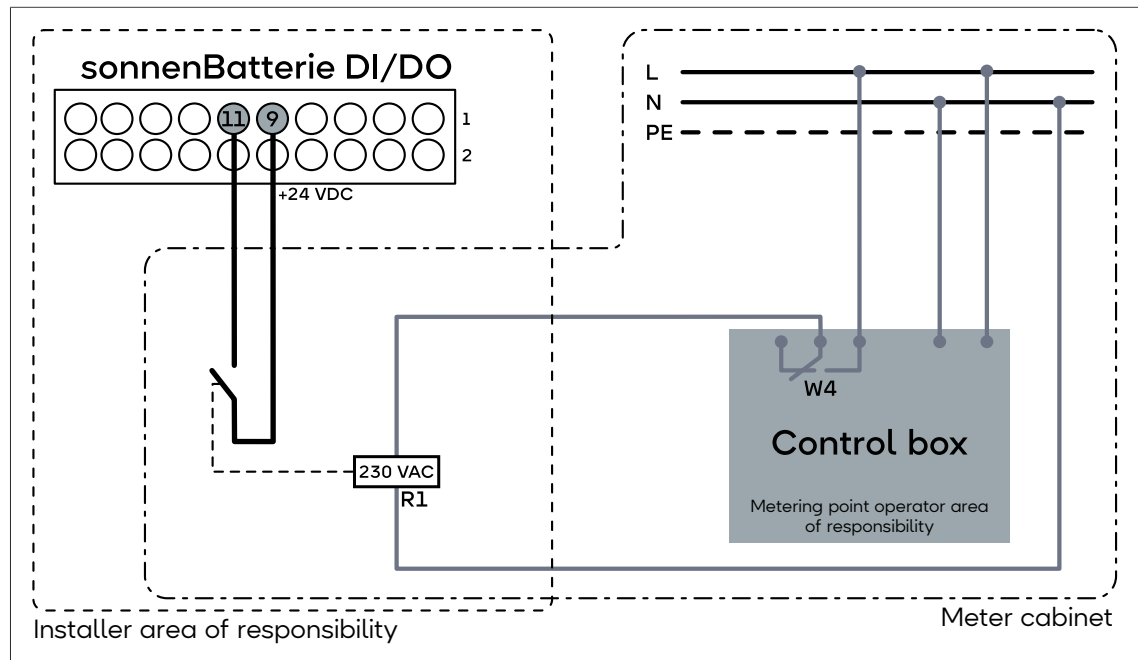 sonnenBatterie DI/DO
11 9
1
2
+24 VDC
L
N
PE
W4
Control box
Metering point operator area
of responsibility
230 VAC
R1
Installer area of responsibility
Meter cabinet